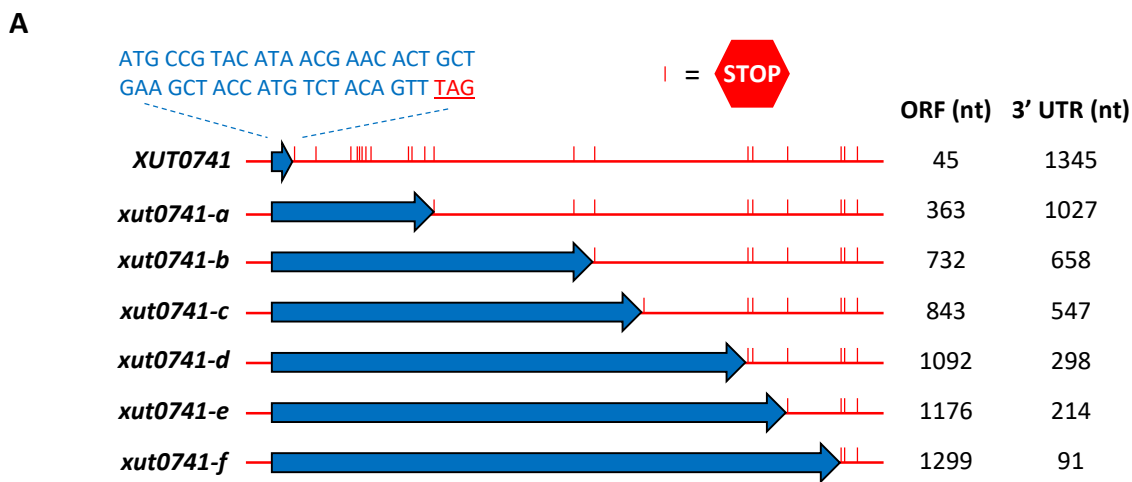 A
ATG CCG TAC ATA ACG AAC ACT GCT
GAA GCT ACC ATG TCT ACA GTT TAG
= STOP
ORF (nt) 3' UTR (nt)
XUT0741 45 1345
xut0741-a 363 1027
xut0741-b 732 658
xut0741-c 843 547
xut0741-d 1092 298
xut0741-e 1176 214
xut0741-f 1299 91